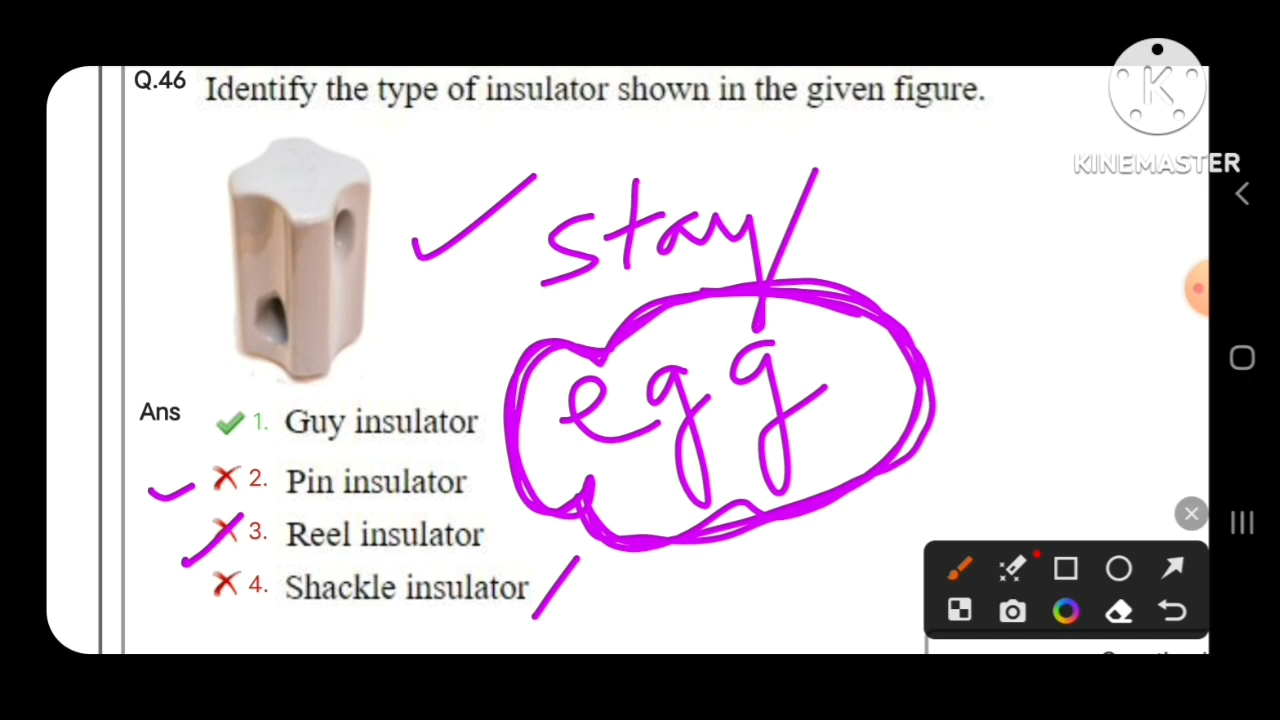 Q.46 Identify the type of insulator shown in the given figure.
K
KINEMASTER
stay/
egg
Ans 1. Guy insulator
2. Pin insulator
3. Reel insulator
4. Shackle insulator